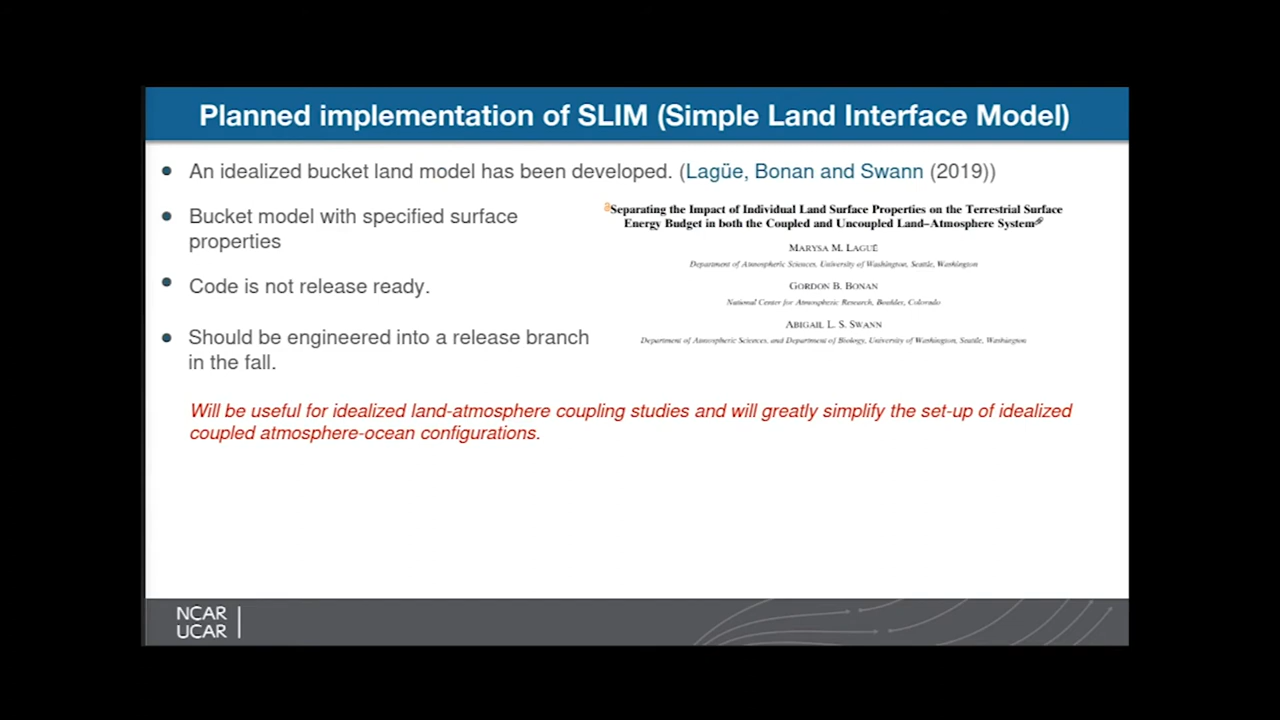 Planned implementation of SLIM (Simple Land Interface Model)
An idealized bucket land model has been developed. (Lagüe, Bonan and Swann (2019))
Bucket model with specified surface
properties
Code is not release ready.
Should be engineered into a release branch
in the fall.
Separating the Impact of Individual Land Surface Properties on the Terrestrial Surface
Energy Budget in both the Coupled and Uncoupled Land–Atmosphere System
MARYSA M. LAGUË
Department of Atmospheric Sciences, University of Washington, Seattle, Washington
GORDON B. BONAN
National Center for Atmospheric Research, Boulder, Colorado
ABIGAIL L. S. SWANN
Department of Atmospheric Sciences, and Department of Biology, University of Washington, Seattle, Washington
Will be useful for idealized land-atmosphere coupling studies and will greatly simplify the set-up of idealized
coupled atmosphere-ocean configurations.
NCAR
UCAR